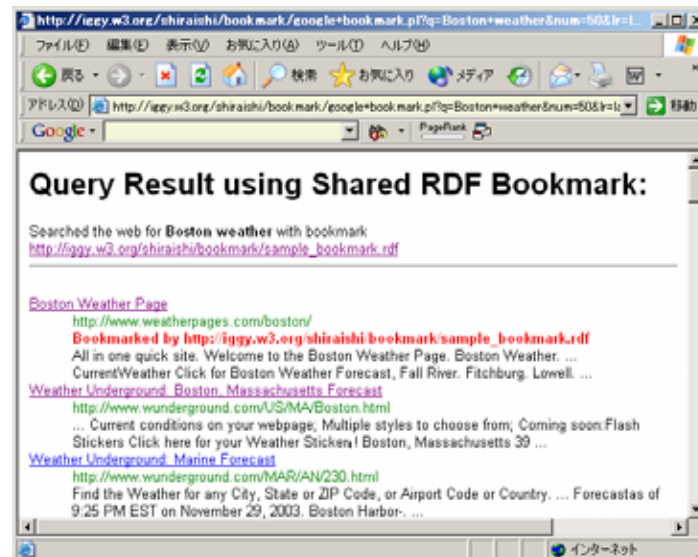 http://iggy.w3.org/shiraishi/bookmark/google+bookmark.pl?q=Boston+weather&num=50&lr=l...
ファイル(F) 編集(E) 表示(V) お気に入り(A) ツール(T) ヘルプ(H)
戻る 検索 お気に入り メディア
アドレス(D) http://iggy.w3.org/shiraishi/bookmark/google+bookmark.pl?q=Boston+weather&num=50&lr=la 移動
Google PageRank
Query Result using Shared RDF Bookmark:
Searched the web for Boston weather with bookmark
http://iggy.w3.org/shiraishi/bookmark/sample_bookmark.rdf
Boston Weather Page
http://www.weatherpages.com/boston/
Bookmarked by http://iggy.w3.org/shiraishi/bookmark/sample_bookmark.rdf
All in one quick site. Welcome to the Boston Weather Page. Boston Weather. ...
CurrentWeather Click for Boston Weather Forecast, Fall River. Fitchburg. Lowell. ...
Weather Underground: Boston, Massachusetts Forecast
http://www.wunderground.com/US/MA/Boston.html
... Current conditions on your webpage; Multiple styles to choose from; Coming soon:Flash
Stickers Click here for your Weather Sticker! Boston, Massachusetts 39 ...
Weather Underground: Marine Forecast
http://www.wunderground.com/MAR/AN/230.html
Find the Weather for any City, State or ZIP Code, or Airport Code or Country. ... Forecastas of
9:25 PM EST on November 29, 2003. Boston Harbor-. ...
インターネット